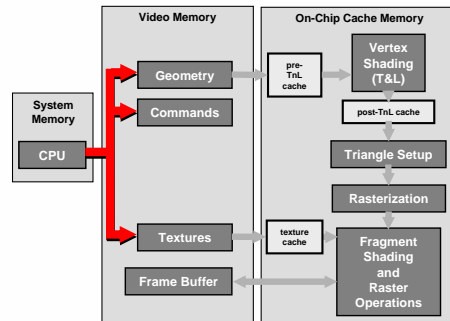 Video Memory
On-Chip Cache Memory
Geometry
pre-
TnL
cache
Vertex
Shading
(T&L)
System
Memory
Commands
post-TnL cache
CPU
Triangle Setup
Rasterization
Textures
texture
cache
Fragment
Shading
and
Raster
Operations
Frame Buffer